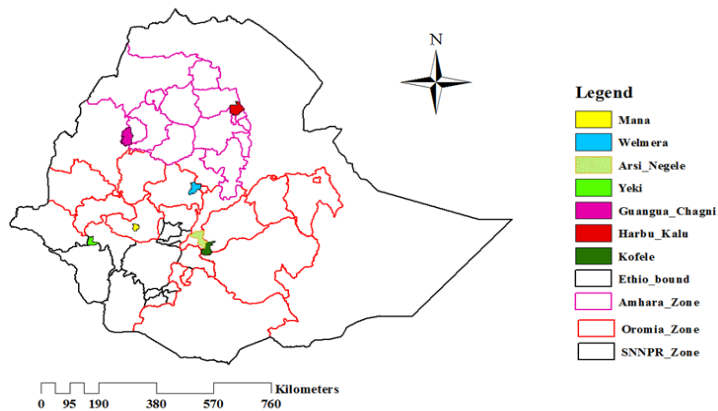 N
Legend
Mana
Welmera
Arsi_Negele
Yeki
Guangua_Chagni
Harbu_Kalu
Kofele
Ethio_bound
Amhara_Zone
Oromia_Zone
SNNPR_Zone
Kilometers
0 95 190 380 570 760